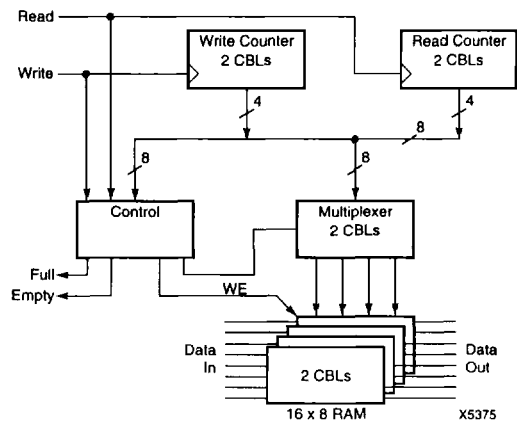 Read
Write Counter
2 CBLs
Read Counter
2 CBLs
Write
4
4
8
8
8
Control
Multiplexer
2 CBLs
Full
Empty
WE
Data
In
Data
Out
2 CBLs
16 x 8 RAM
X5375